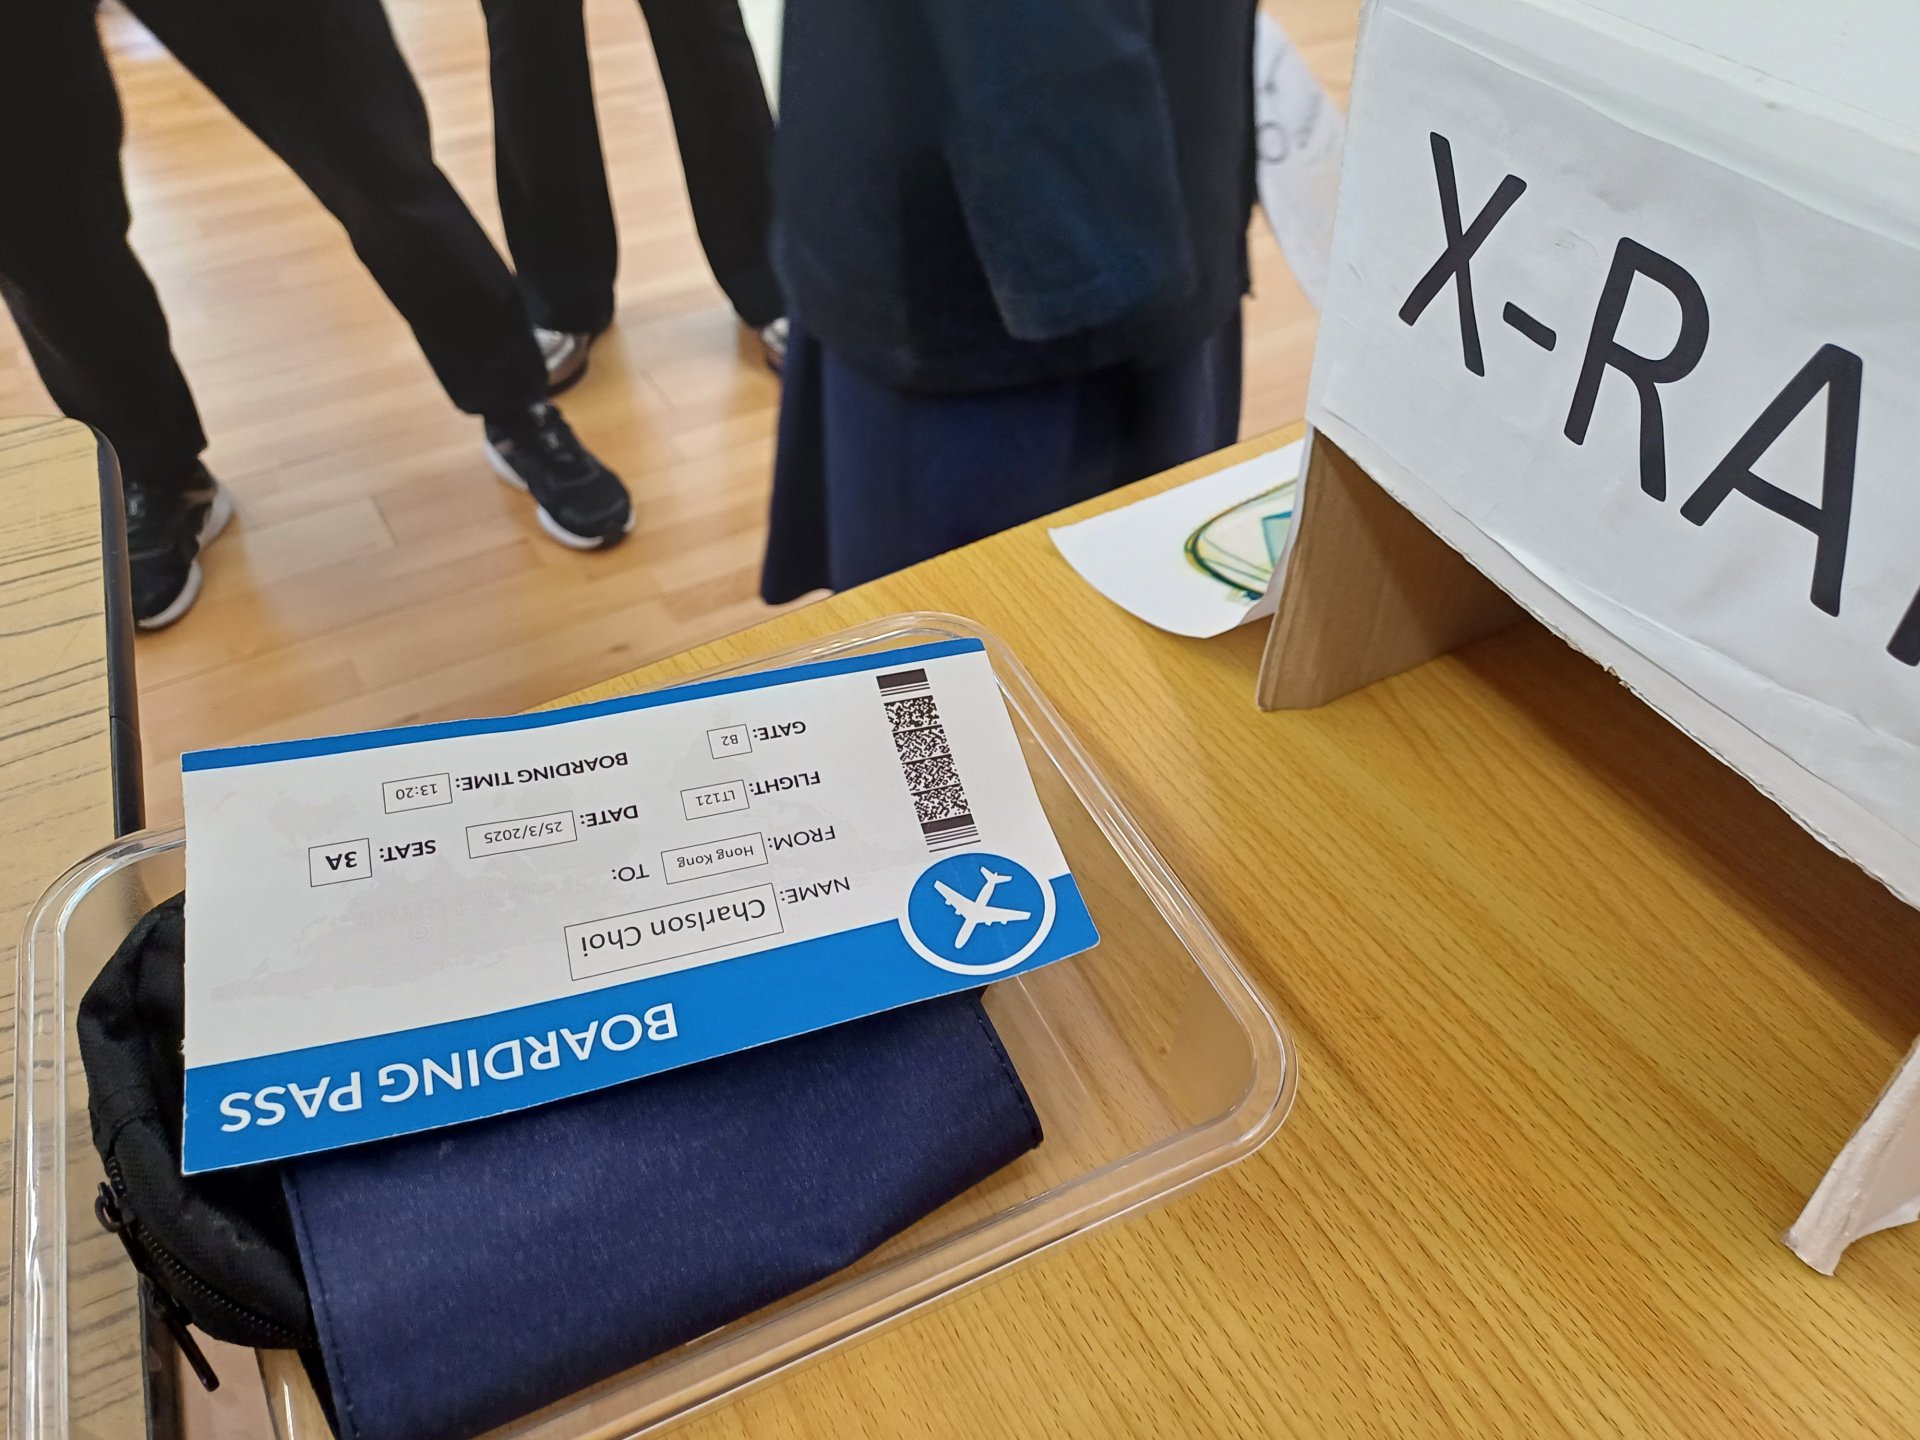 X-RA
BOARDING PASS
NAME: Charlson Choi
FROM: Hong Kong TO:
FLIGHT: LT121 DATE: 25/3/2025 SEAT: 3A
GATE: B2 BOARDING TIME: 13:20